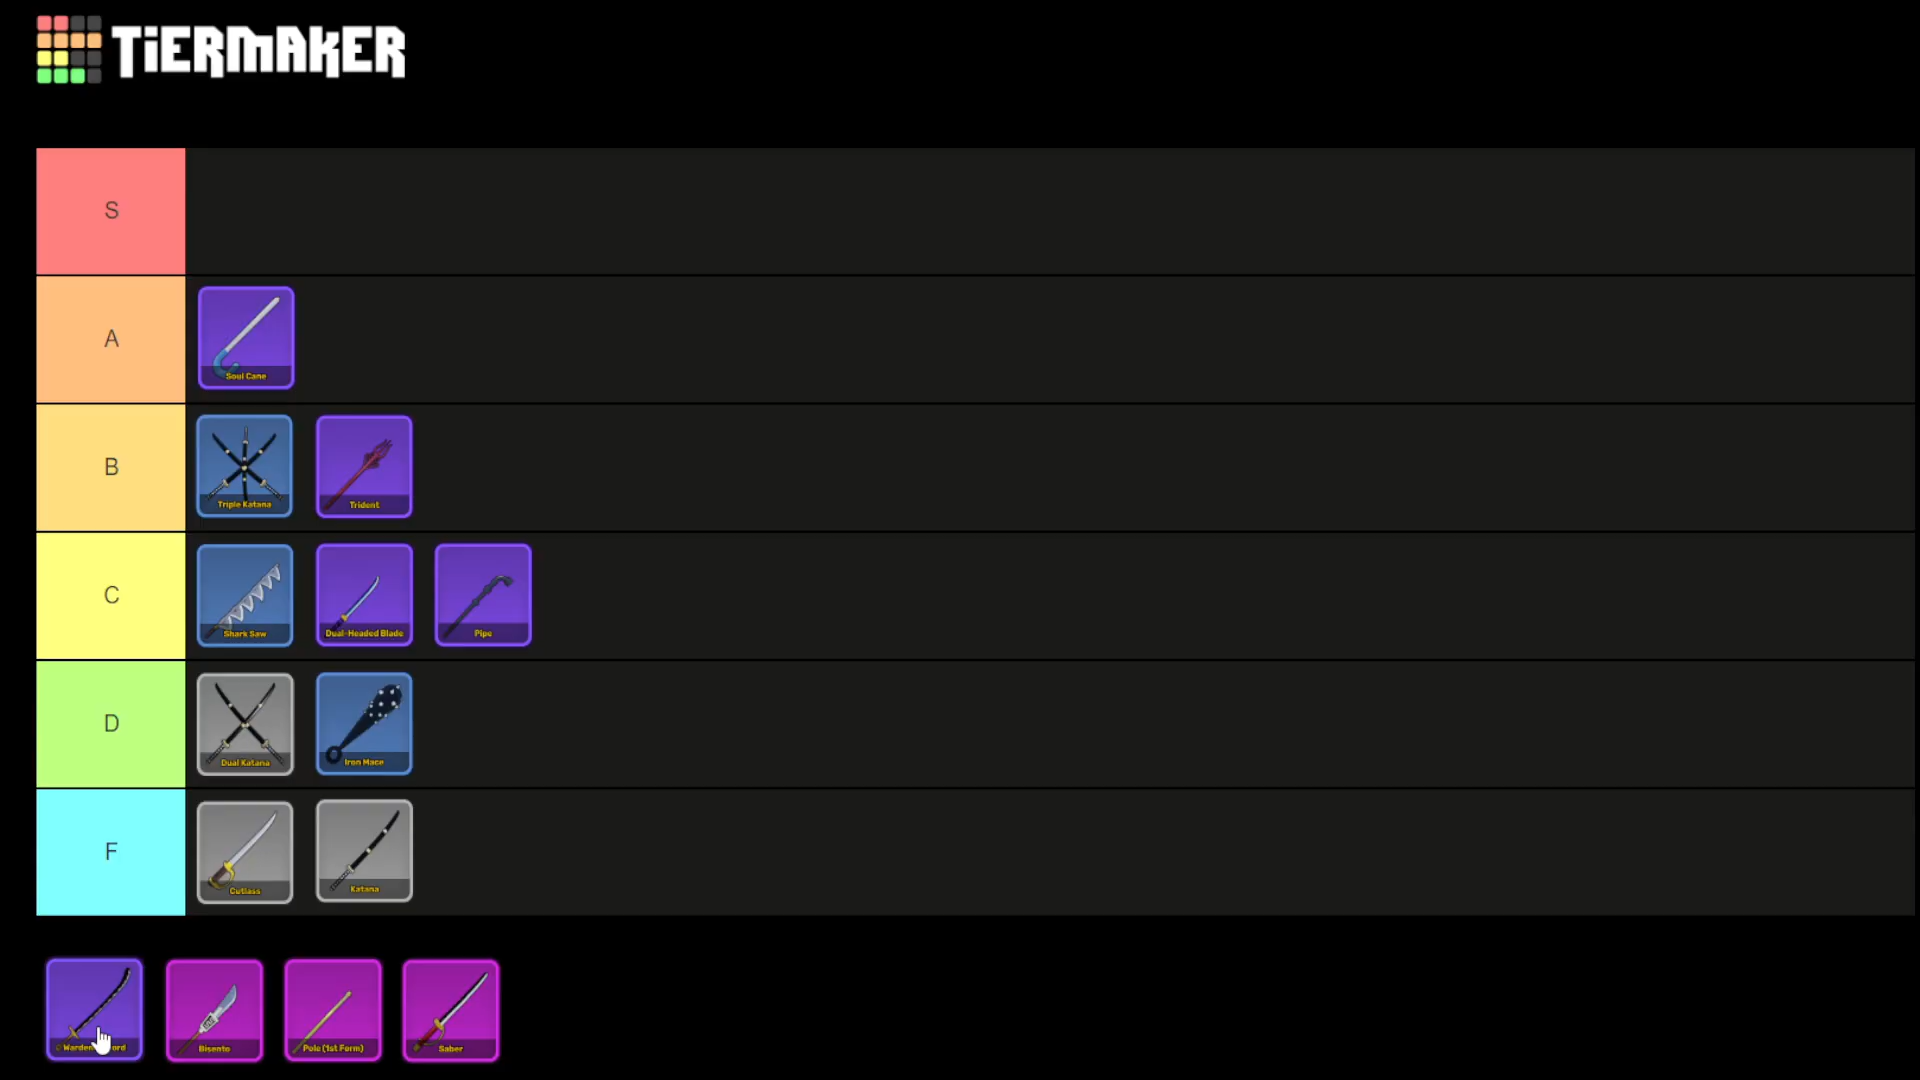 TiERMAKER
S
A
Soul Cane
B
Triple Katana
Trident
C
Shark Saw
Dual-Headed Blade
Pipe
D
Dual Katana
Iron Mace
F
Cutlass
Katana
Warden
Bisento
Pole (1st Form)
Saber